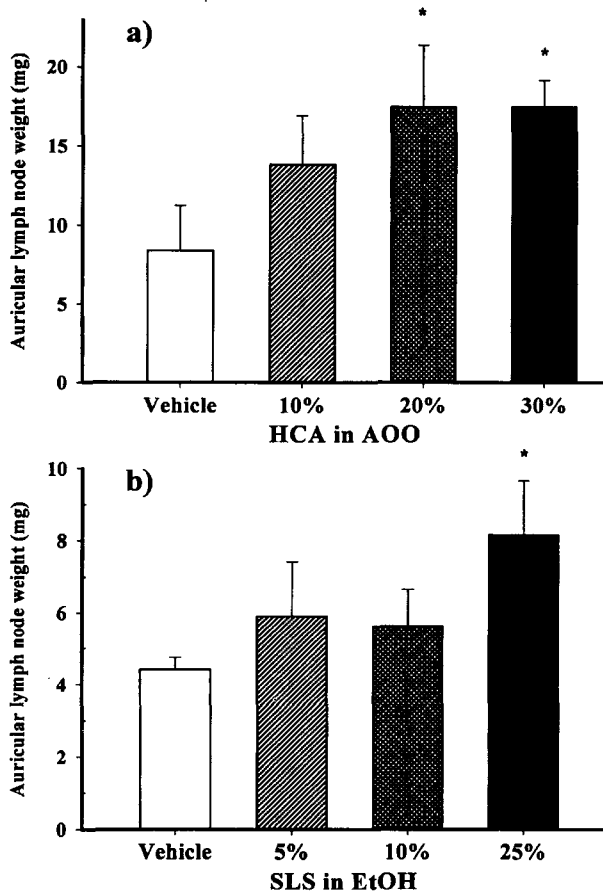 a)
*
*
Auricular lymph node weight (mg)
20
15
10
5
0
Vehicle 10% 20% 30%
HCA in AOO
b)
*
Auricular lymph node weight (mg)
10
8
6
4
2
0
Vehicle 5% 10% 25%
SLS in EtOH